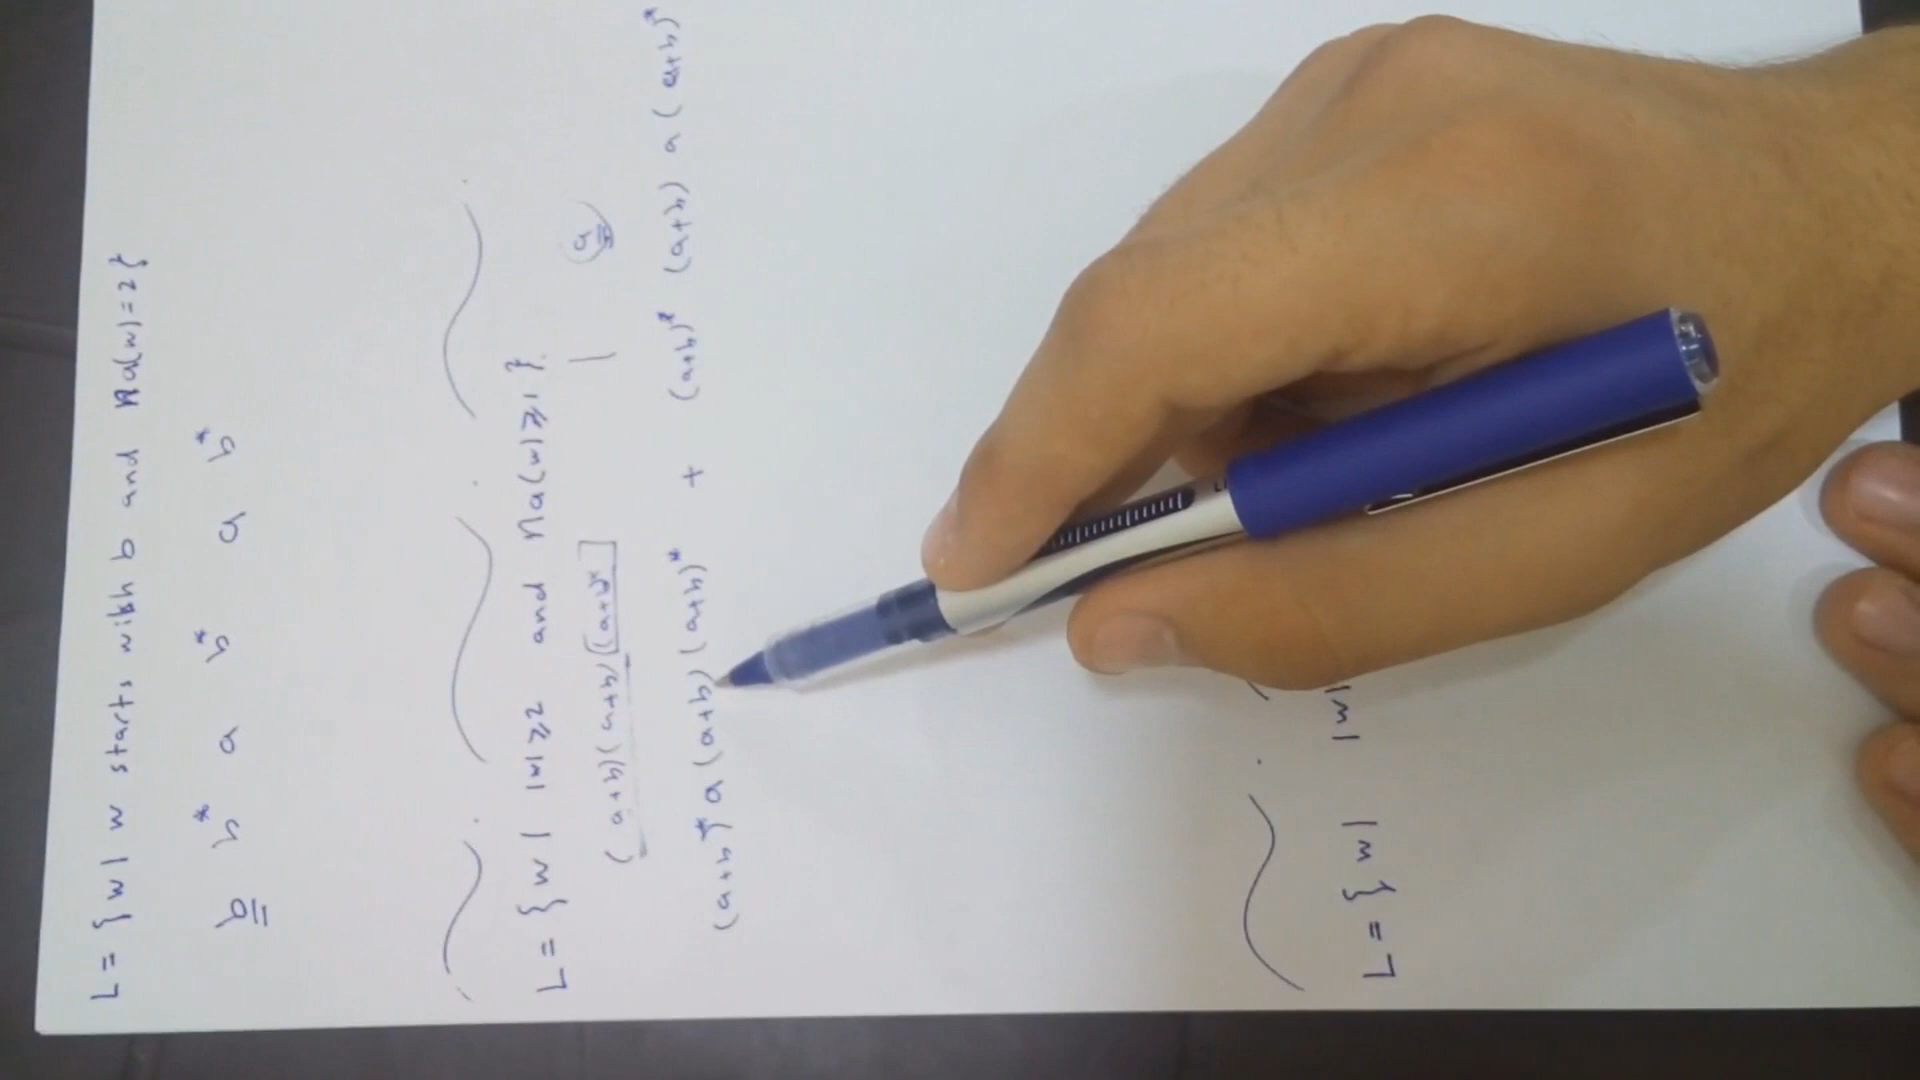 L = { w | w starts with b and na(w)=2}
b b* a b* a b*
L = { w | |w| ≥ 2 and na(w) ≥ 1 }
(a+b)(a+b)(a+b)* | (a)
(a+b)* a (a+b) (a+b)* + (a+b)* (a+b) a (a+b)*
L = { w | |w|